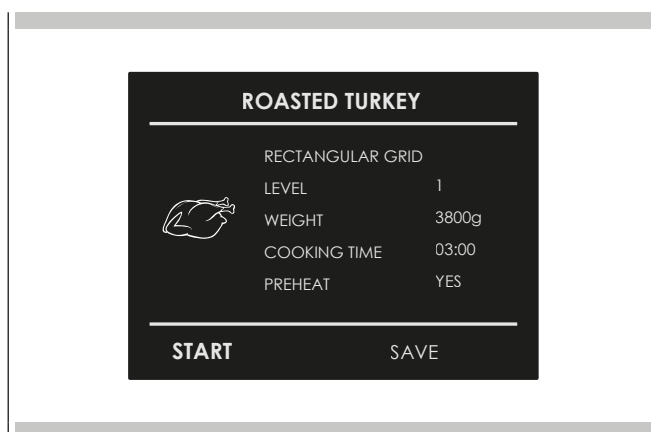 ROASTED TURKEY
RECTANGULAR GRID
LEVEL 1
WEIGHT 3800g
COOKING TIME 03:00
PREHEAT YES
START SAVE